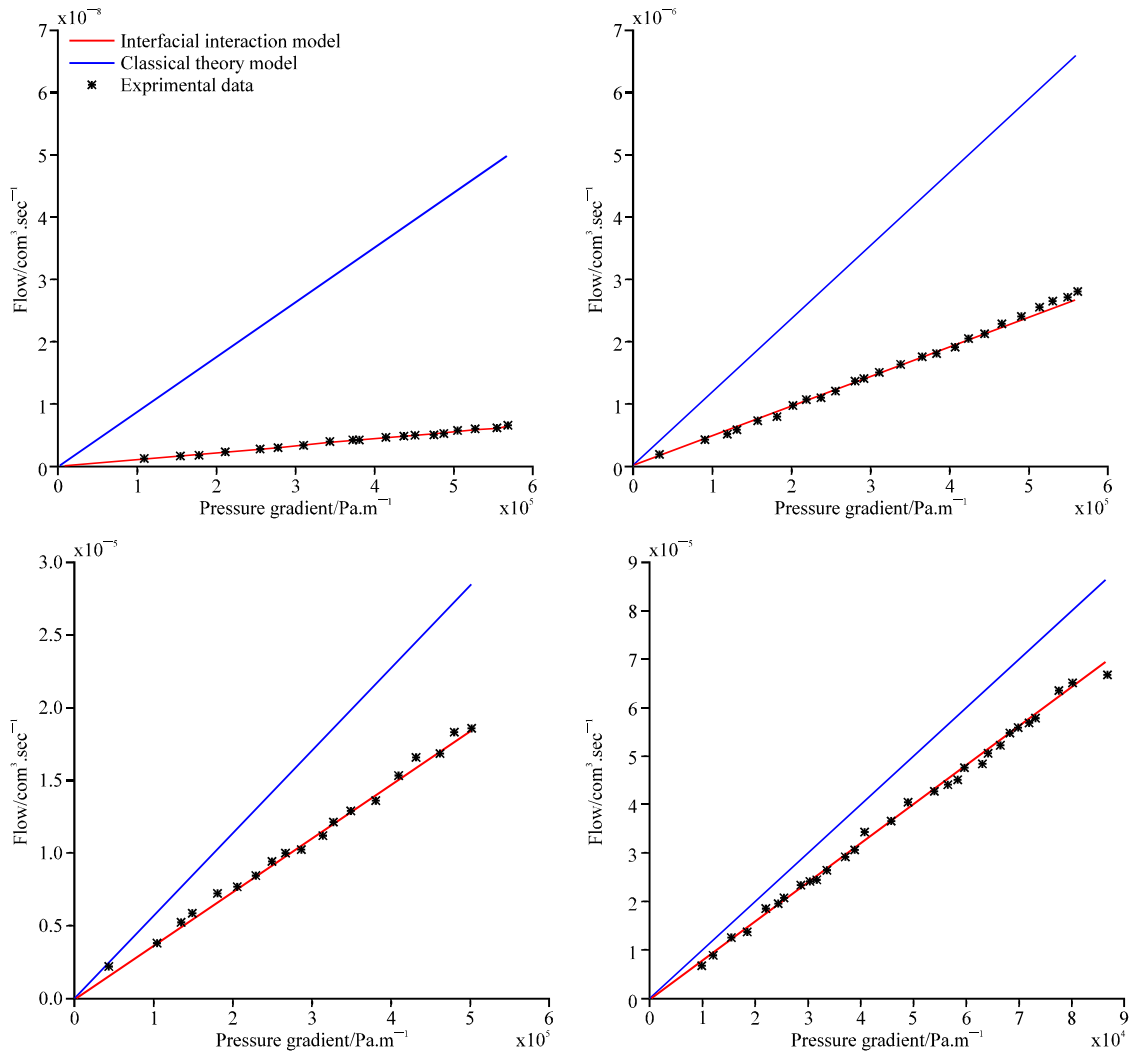 x10⁻⁸
7
6
5
4
3
2
1
0
Flow/com³.sec⁻¹
Interfacial interaction model
Classical theory model
Exprimental data
0 1 2 3 4 5 6
Pressure gradient/Pa.m⁻¹
x10⁵
x10⁻⁶
7
6
5
4
3
2
1
0
Flow/com³.sec⁻¹
0 1 2 3 4 5 6
Pressure gradient/Pa.m⁻¹
x10⁵
x10⁻⁵
3.0
2.5
2.0
1.5
1.0
0.5
0.0
Flow/com³.sec⁻¹
0 1 2 3 4 5 6
Pressure gradient/Pa.m⁻¹
x10⁵
x10⁻⁵
9
8
7
6
5
4
3
2
1
0
Flow/com³.sec⁻¹
0 1 2 3 4 5 6 7 8 9
Pressure gradient/Pa.m⁻¹
x10⁴